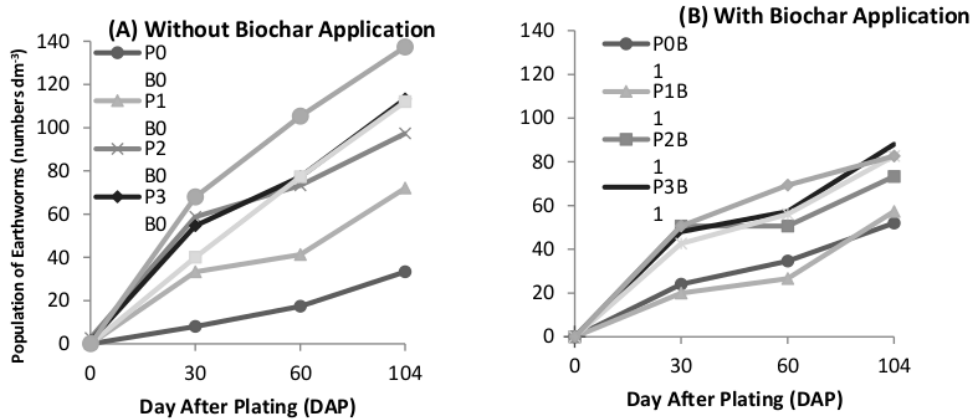 (A) Without Biochar Application
Population of Earthworms (numbers dm⁻³)
140
120
100
80
60
40
20
0
P0
B0
P1
B0
P2
B0
P3
B0
0 30 60 104
Day After Plating (DAP)
(B) With Biochar Application
140
120
100
80
60
40
20
0
P0B
1
P1B
1
P2B
1
P3B
1
0 30 60 104
Day After Plating (DAP)